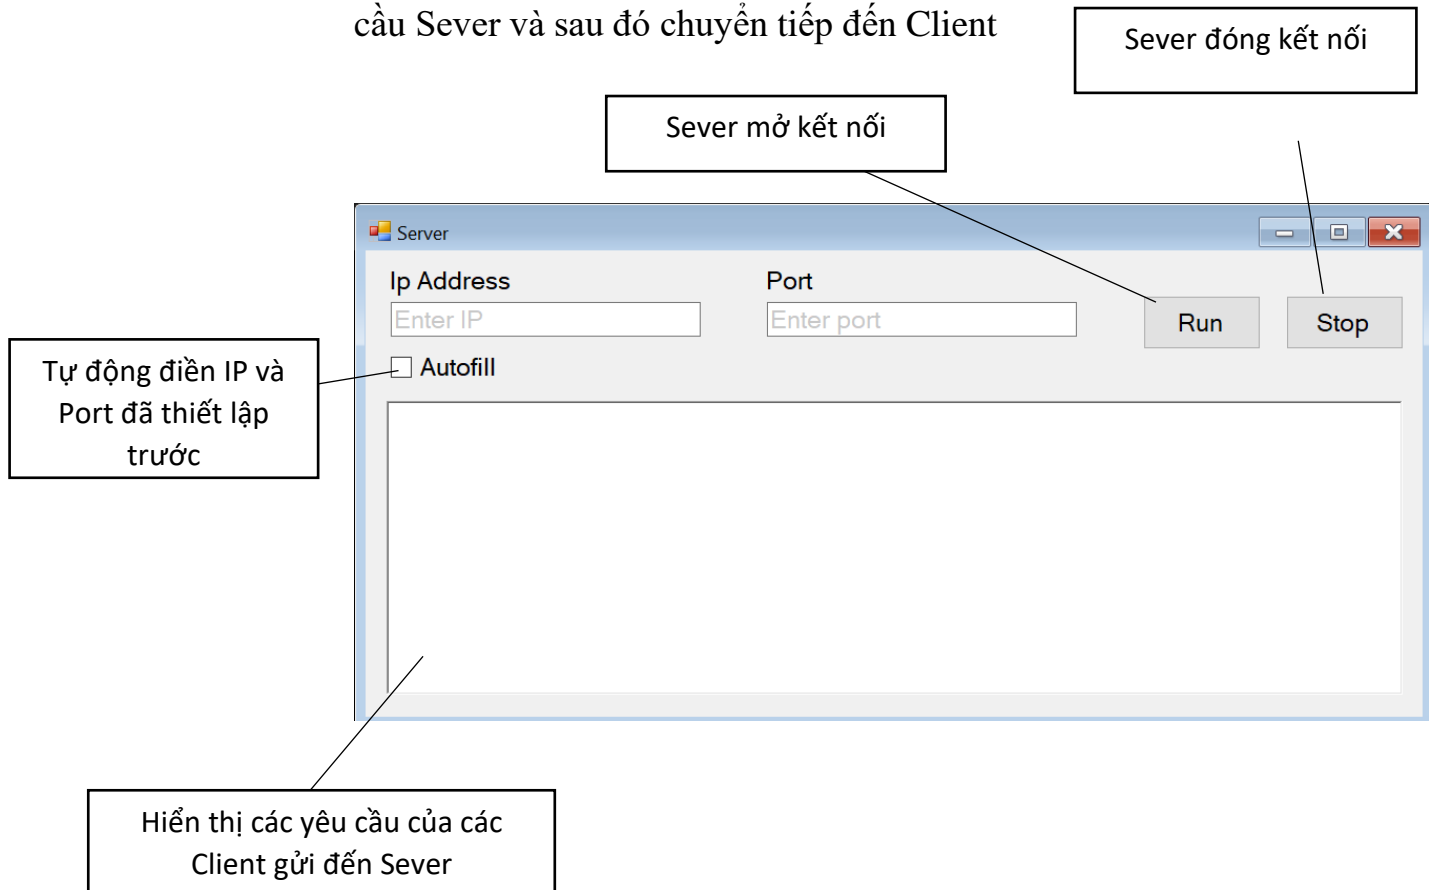 cầu Sever và sau đó chuyển tiếp đến Client
Sever đóng kết nối
Sever mở kết nối
Server
Ip Address
Port
Enter IP
Enter port
Run
Stop
Autofill
Tự động điền IP và
Port đã thiết lập
trước
Hiển thị các yêu cầu của các
Client gửi đến Sever